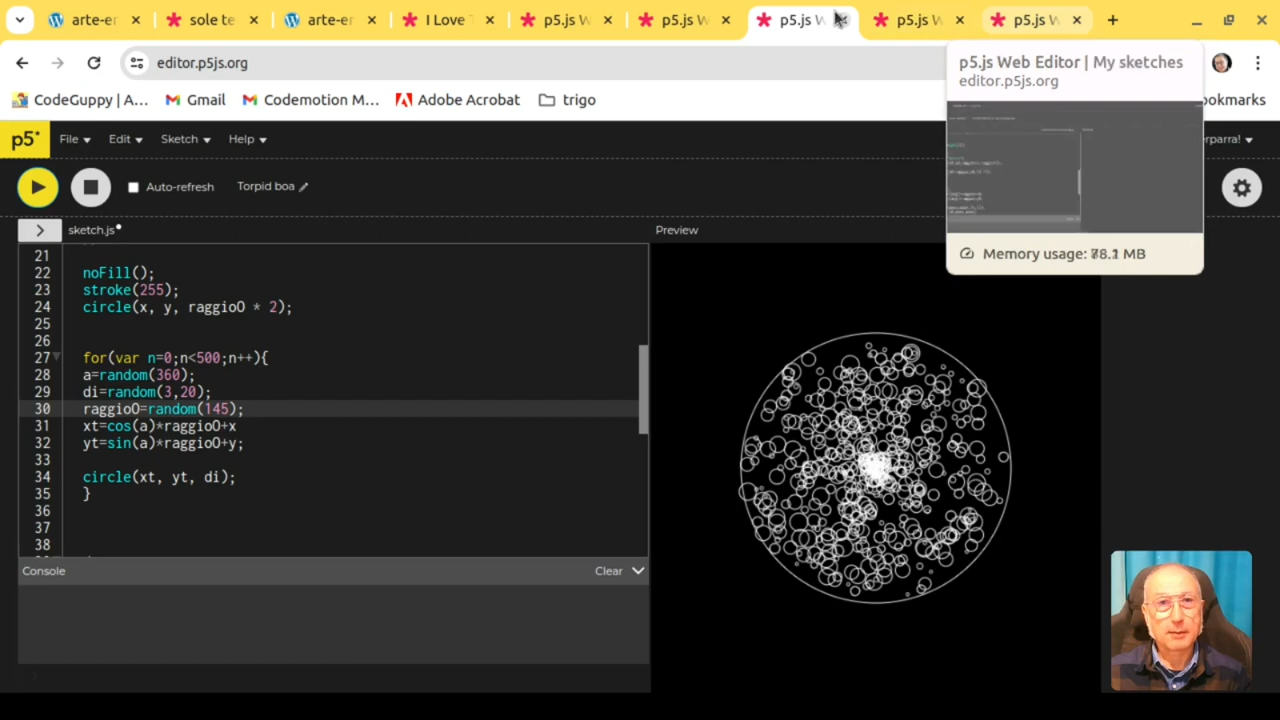 arte-er
sole te
arte-er
I Love T
p5.js W
p5.js W
p5.js W
p5.js W
p5.js W
editor.p5js.org
p5.js Web Editor | My sketches
editor.p5js.org
CodeGuppy | A...
Gmail
Codemotion M...
Adobe Acrobat
trigo
ookmarks
p5*
File
Edit
Sketch
Help
rparra!
Auto-refresh
Torpid boa
Memory usage: MB
sketch.js
Preview
21
22 noFill();
23 stroke(255);
24 circle(x, y, raggioO * 2);
25
26
27 for(var n=0;n<500;n++){
28 a=random(360);
29 di=random(3,20);
30 raggioO=random(145);
31 xt=cos(a)*raggioO+x
32 yt=sin(a)*raggioO+y;
33
34 circle(xt, yt, di);
35 }
36
37
38
Console
Clear